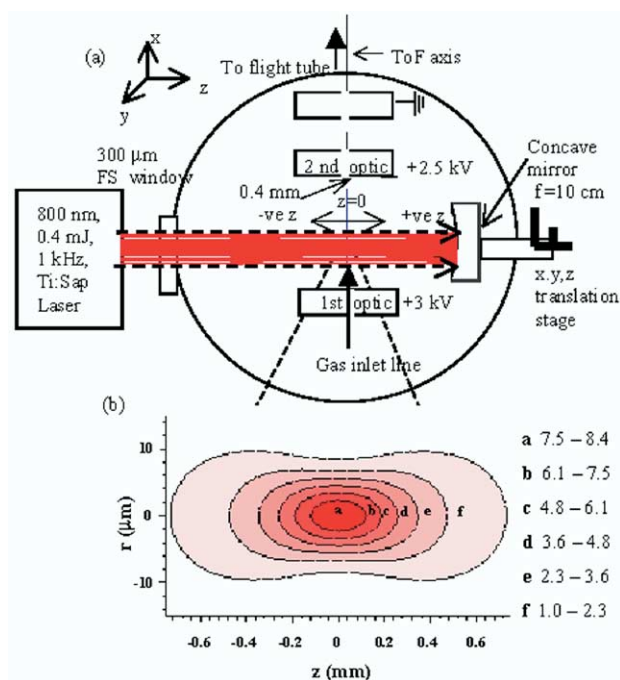 (a)
x
z
y
To flight tube
ToF axis
300 μm
FS window
2 nd optic
+2.5 kV
0.4 mm
-ve z
z=0
+ve z
Concave
mirror
f=10 cm
800 nm,
0.4 mJ,
1 kHz,
Ti:Sap
Laser
1st optic
+3 kV
Gas inlet line
x.y,z
translation
stage
(b)
a 7.5 – 8.4
b 6.1 – 7.5
c 4.8 – 6.1
d 3.6 – 4.8
e 2.3 – 3.6
f 1.0 – 2.3
10
0
-10
r (μm)
a b c d e f
-0.6 -0.4 -0.2 0 0.2 0.4 0.6
z (mm)